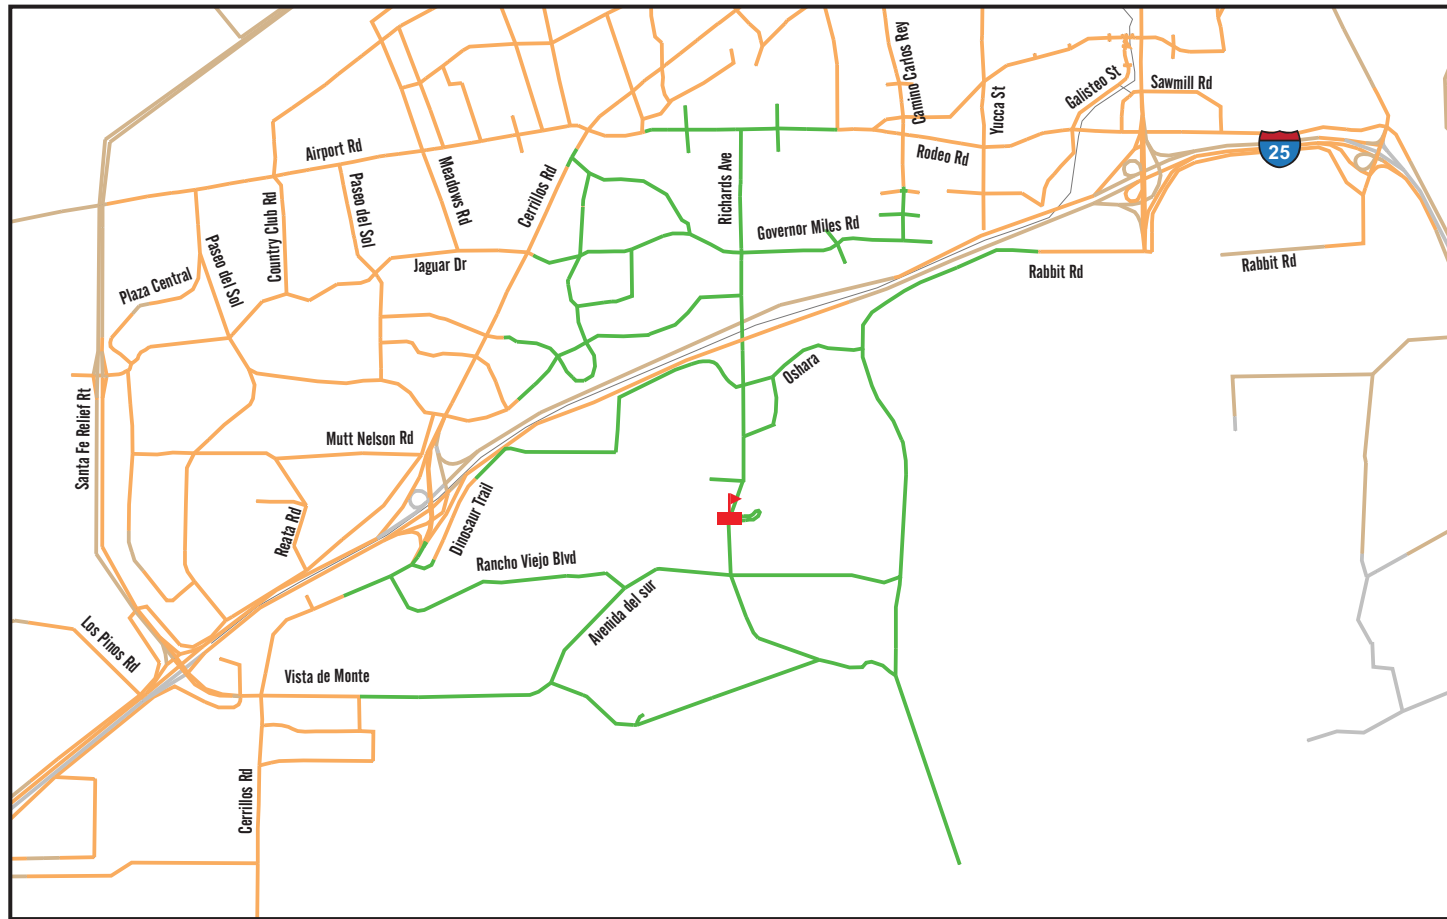 Camino Carlos Rey
Yucca St
Galisteo St
Sawmill Rd
Airport Rd
Rodeo Rd
25
Meadows Rd
Cerrillos Rd
Richards Ave
Country Club Rd
Paseo del Sol
Paseo del Sol
Governor Miles Rd
Plaza Central
Jaguar Dr
Rabbit Rd
Rabbit Rd
Oshara
Santa Fe Relief Rt
Mutt Nelson Rd
Reata Rd
Dinosaur Trail
Rancho Viejo Blvd
Avenida del sur
Los Pinos Rd
Vista de Monte
Cerrillos Rd